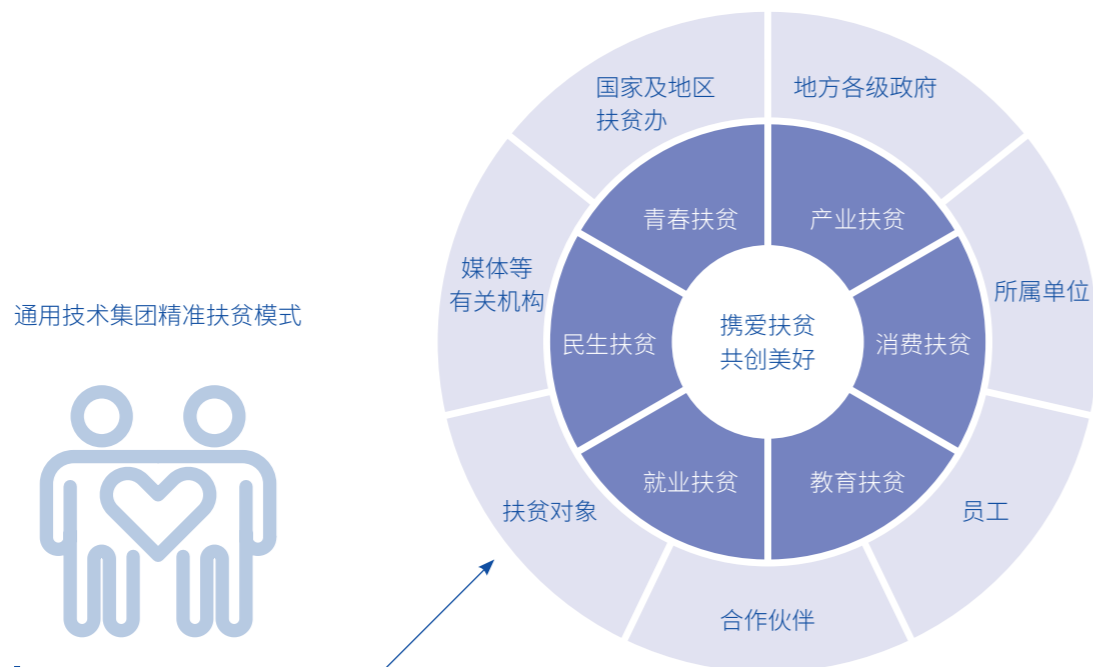 国家及地区
扶贫办
地方各级政府
青春扶贫
产业扶贫
媒体等
有关机构
所属单位
通用技术集团精准扶贫模式
民生扶贫
携爱扶贫
共创美好
消费扶贫
就业扶贫
教育扶贫
扶贫对象
员工
合作伙伴